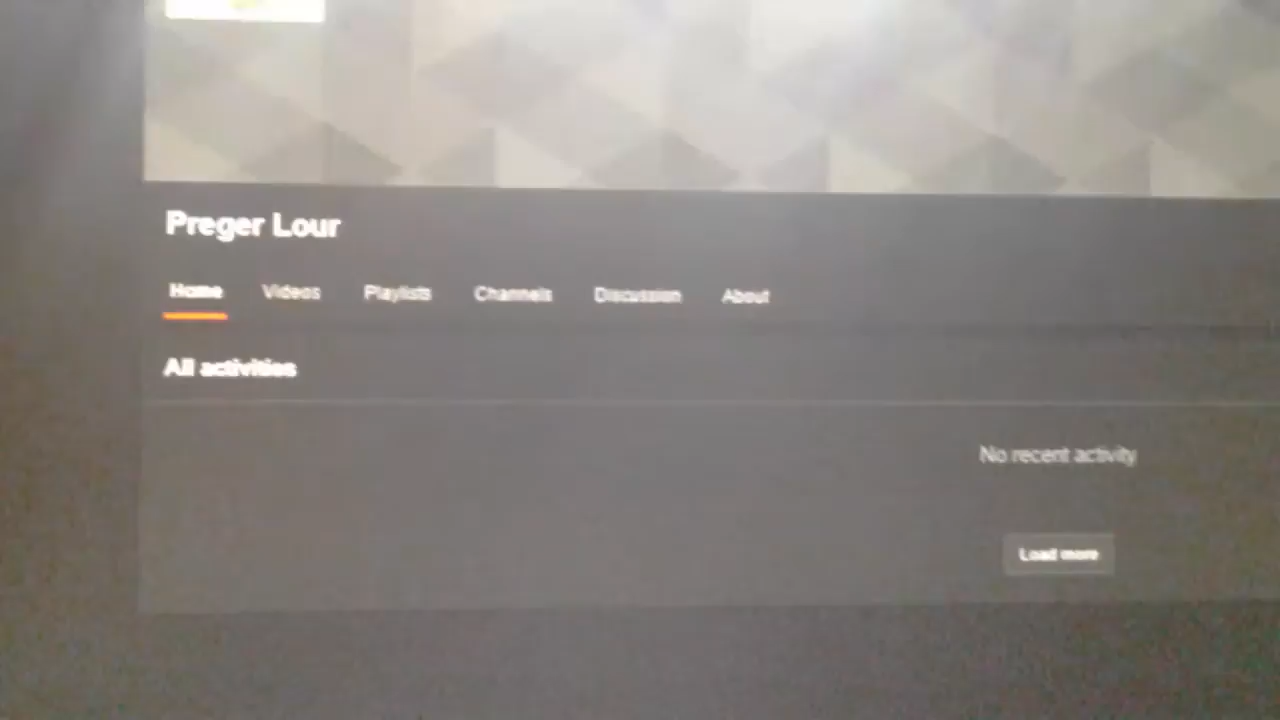 Preger Lour
Home Videos Playlists Channels Discussion About
All activities
No recent activity
Load more